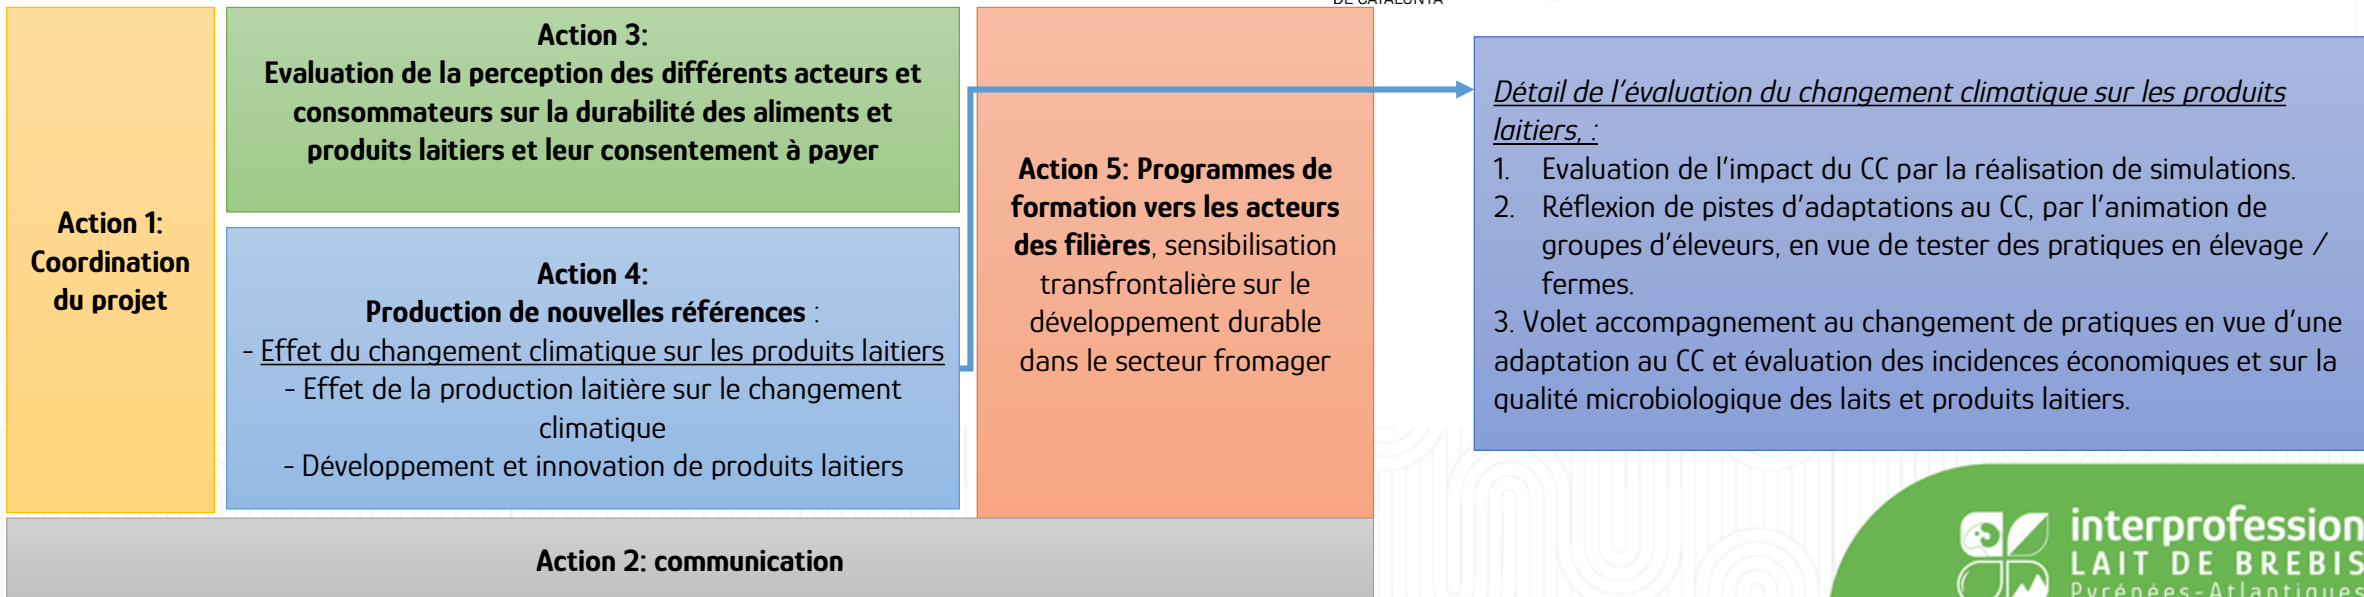 DE CATALUNYA
Action 1:
Coordination
du projet
Action 3:
Evaluation de la perception des différents acteurs et
consommateurs sur la durabilité des aliments et
produits laitiers et leur consentement à payer
Action 4:
Production de nouvelles références :
- Effet du changement climatique sur les produits laitiers
- Effet de la production laitière sur le changement
climatique
- Développement et innovation de produits laitiers
Action 5: Programmes de
formation vers les acteurs
des filières, sensibilisation
transfrontalière sur le
développement durable
dans le secteur fromager
Détail de l'évaluation du changement climatique sur les produits
laitiers, :
1. Evaluation de l'impact du CC par la réalisation de simulations.
2. Réflexion de pistes d'adaptations au CC, par l'animation de
groupes d'éleveurs, en vue de tester des pratiques en élevage /
fermes.
3. Volet accompagnement au changement de pratiques en vue d'une
adaptation au CC et évaluation des incidences économiques et sur la
qualité microbiologique des laits et produits laitiers.
Action 2: communication
interprofession
LAIT DE BREBIS
Pyrénées-Atlantiques